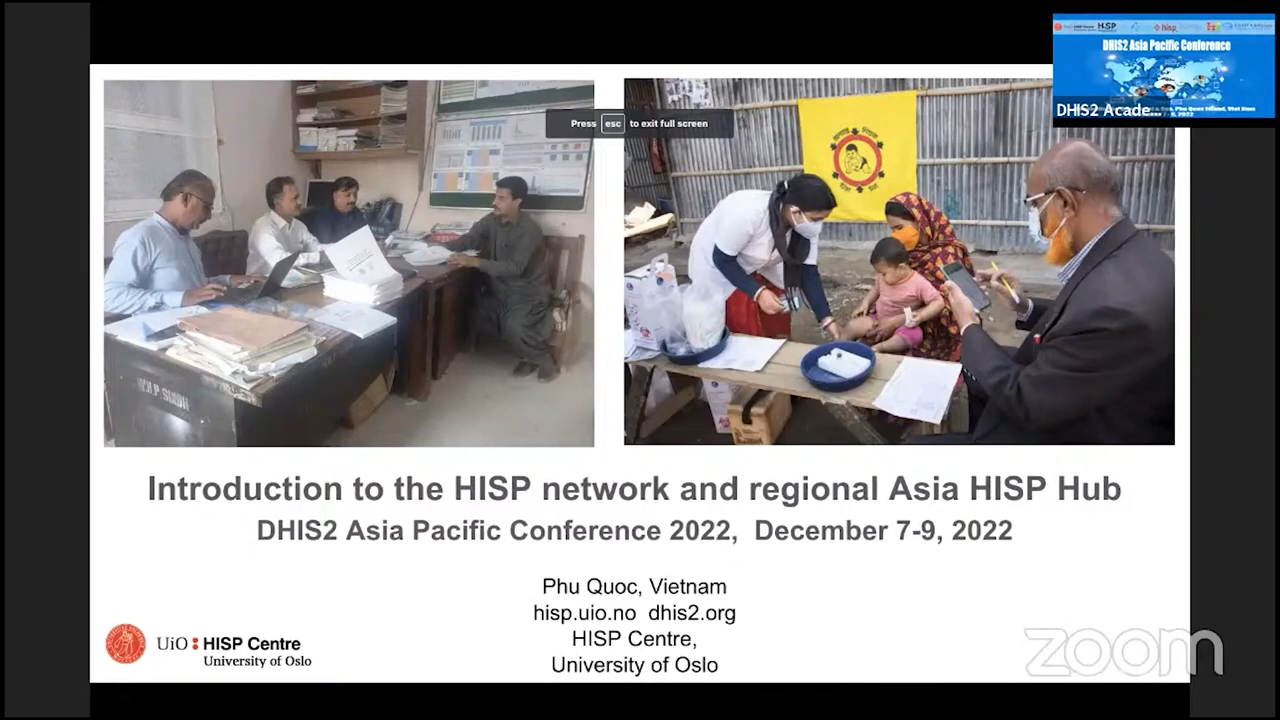 DHIS2 Asia Pacific Conference
DHIS2 Acade
Press esc to exit full screen
Introduction to the HISP network and regional Asia HISP Hub
DHIS2 Asia Pacific Conference 2022, December 7-9, 2022
Phu Quoc, Vietnam
hisp.uio.no dhis2.org
HISP Centre,
University of Oslo
UiO HISP Centre
University of Oslo
zoom